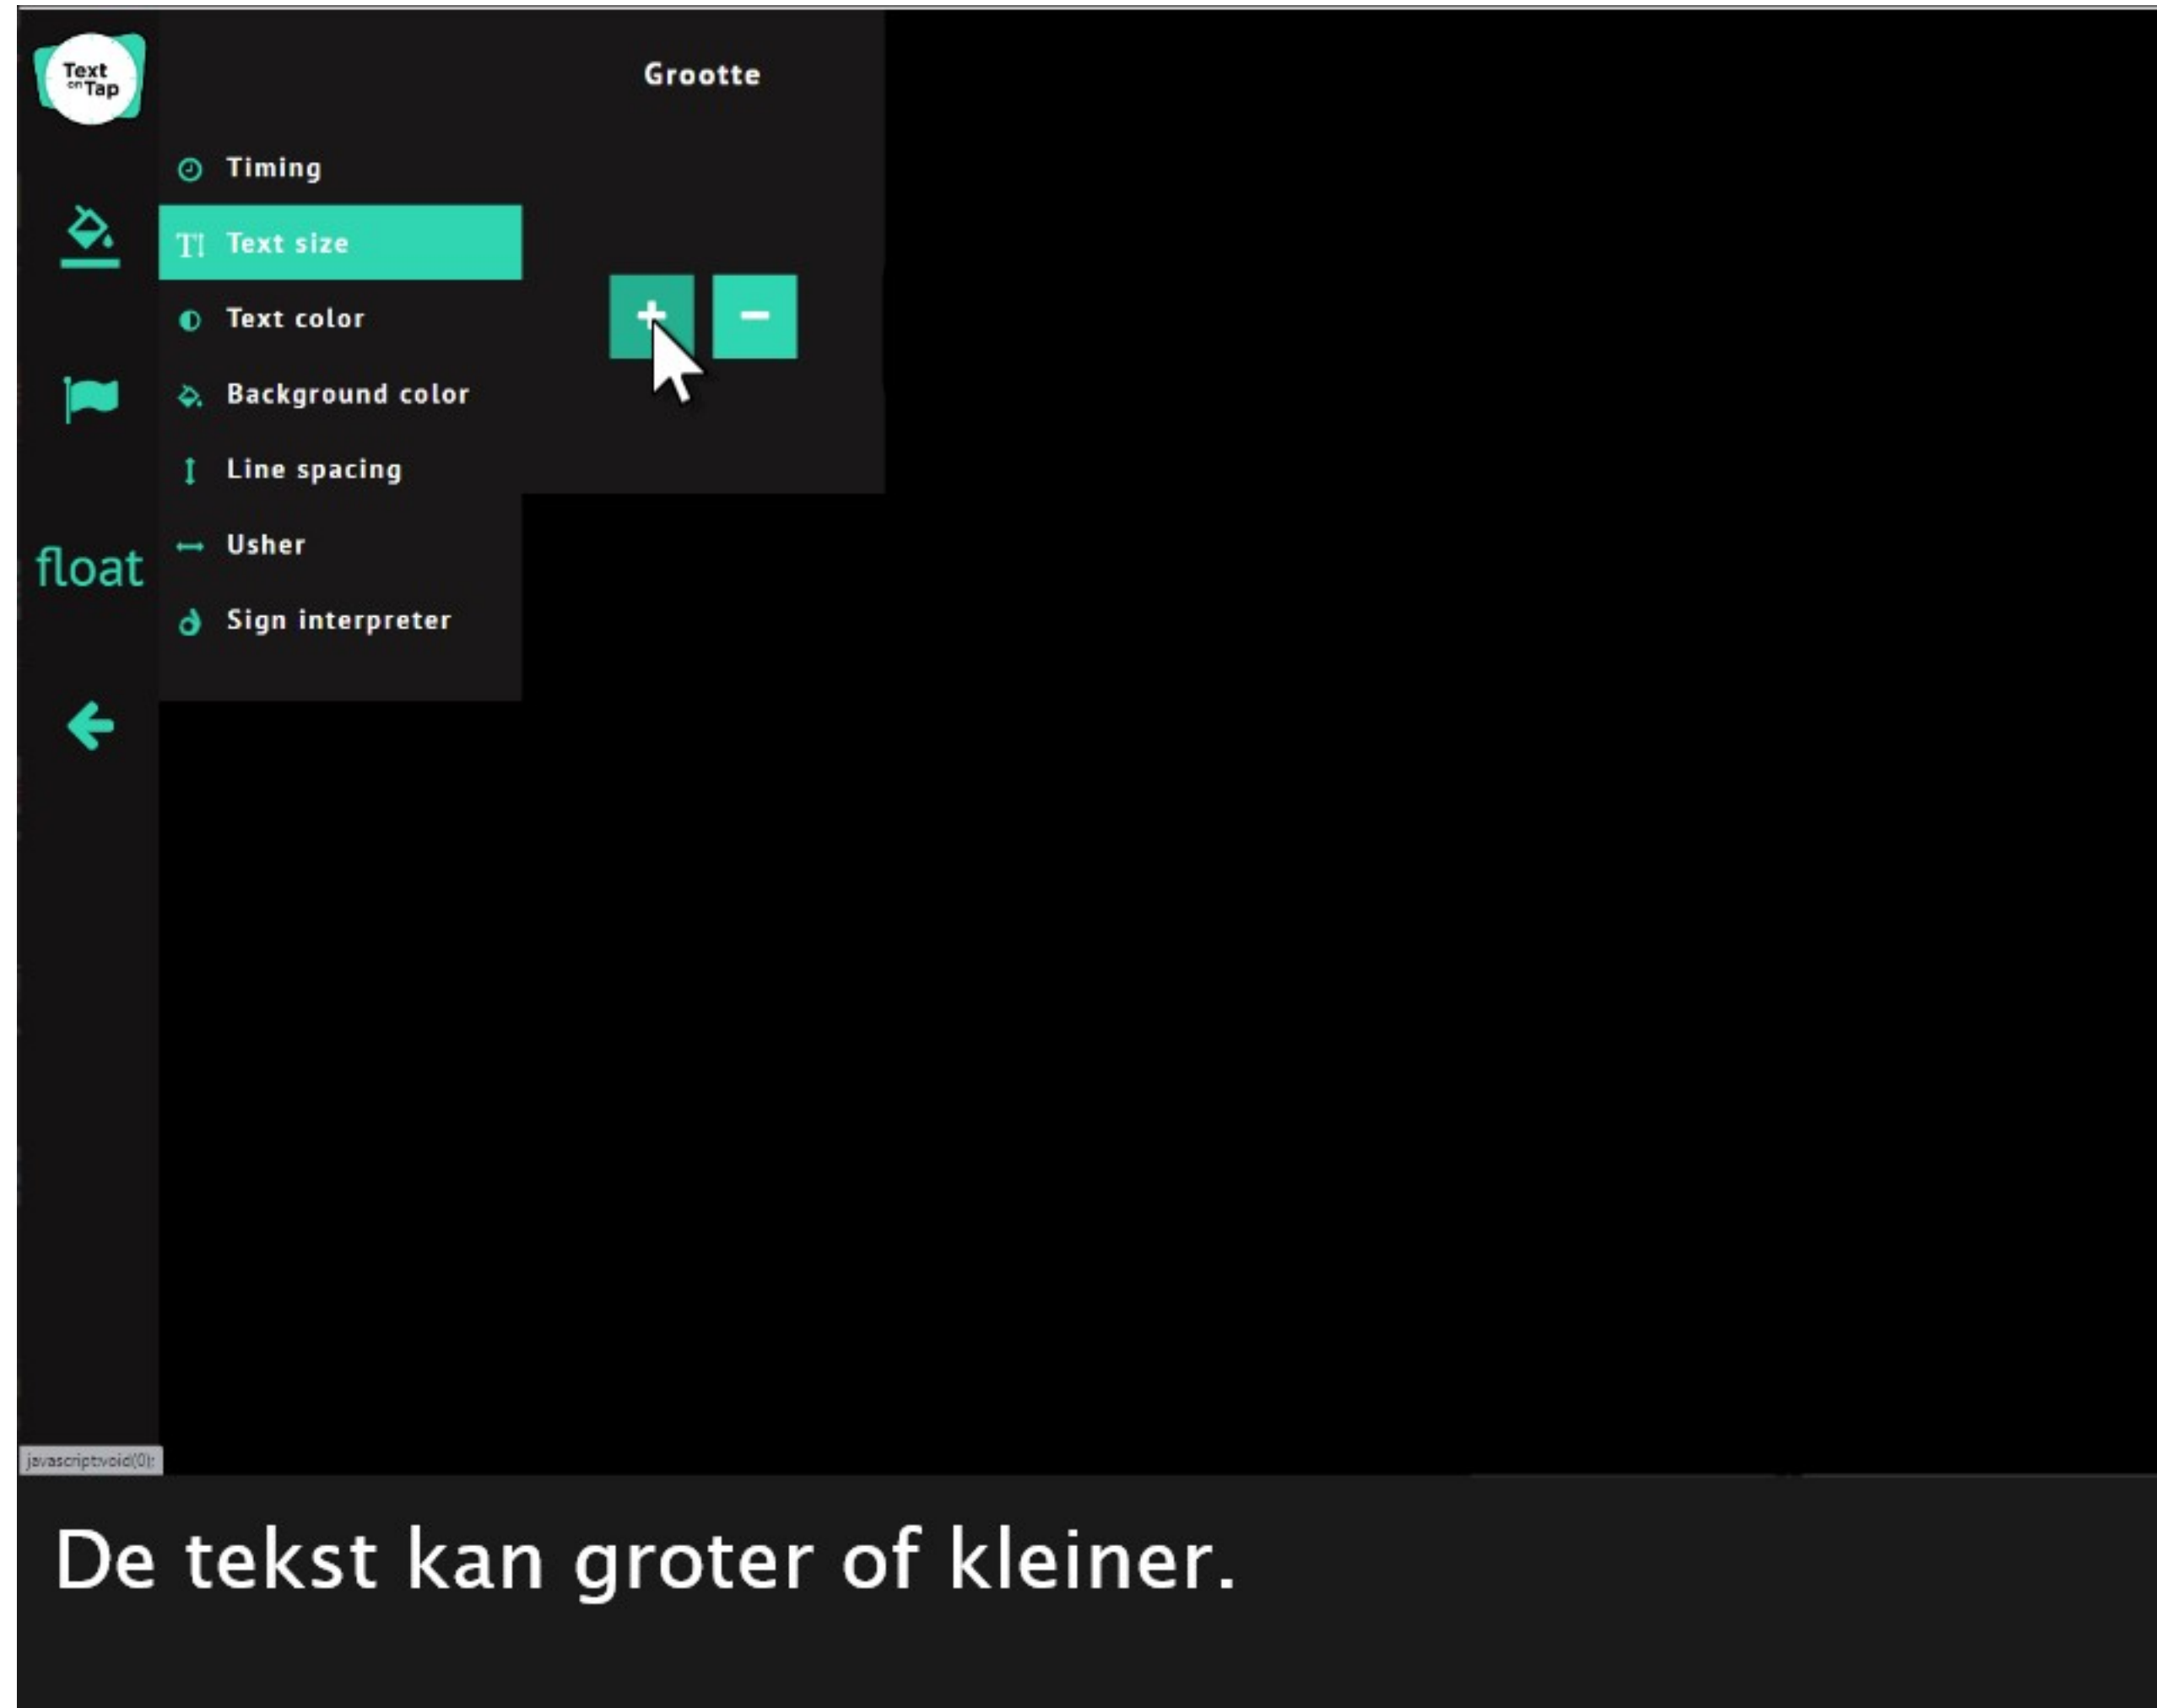 Text
on Tap
Grootte
Timing
Text size
Text color
Background color
Line spacing
Usher
Sign interpreter
float
javascript:void(0);
De tekst kan groter of kleiner.